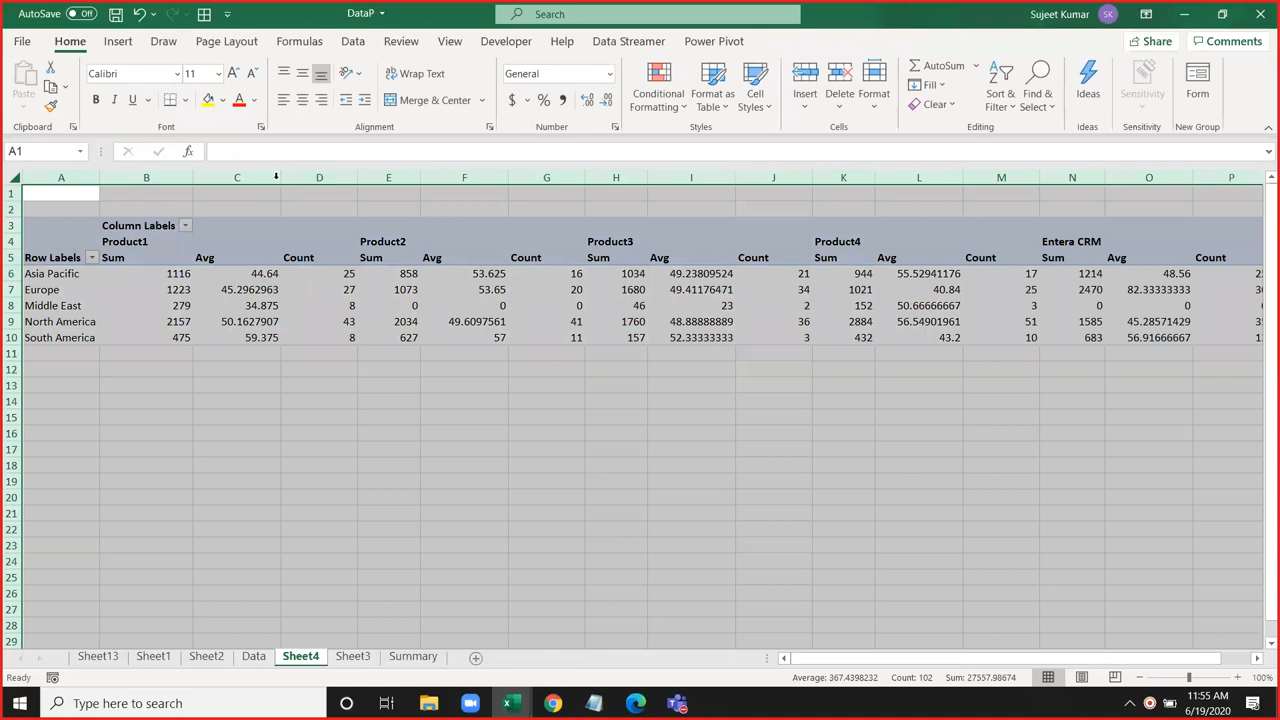 AutoSave Off DataP Search Sujeet Kumar SK
File Home Insert Draw Page Layout Formulas Data Review View Developer Help Data Streamer Power Pivot Share Comments
Paste Calibri 11 Wrap Text General Conditional Formatting Format as Table Cell Styles Insert Delete Format AutoSum Sort & Filter Find & Select Ideas Sensitivity Form
B I U A Merge & Center $ % Fill
Clear
Clipboard Font Alignment Number Styles Cells Editing Ideas Sensitivity New Group
A1 fx
A B C D E F G H I J K L M N O P
1
2
3 Column Labels
4 Product1 Product2 Product3 Product4 Entera CRM
5 Row Labels Sum Avg Count Sum Avg Count Sum Avg Count Sum Avg Count Sum Avg Count
6 Asia Pacific 1116 44.64 25 858 53.625 16 1034 49.23809524 21 944 55.52941176 17 1214 48.56
7 Europe 1223 45.2962963 27 1073 53.65 20 1680 49.41176471 34 1021 40.84 25 2470 82.33333333
8 Middle East 279 34.875 8 0 0 0 46 23 2 152 50.66666667 3 0 0
9 North America 2157 50.1627907 43 2034 49.6097561 41 1760 48.88888889 36 2884 56.54901961 51 1585 45.28571429
10 South America 475 59.375 8 627 57 11 157 52.33333333 3 432 43.2 10 683 56.91666667
11
12
13
14
15
16
17
18
19
20
21
22
23
24
25
26
27
28
29
Sheet13 Sheet1 Sheet2 Data Sheet4 Sheet3 Summary
Ready Average: 367.4398232 Count: 102 Sum: 27557.98674 100%
Type here to search 11:55 AM
6/19/2020